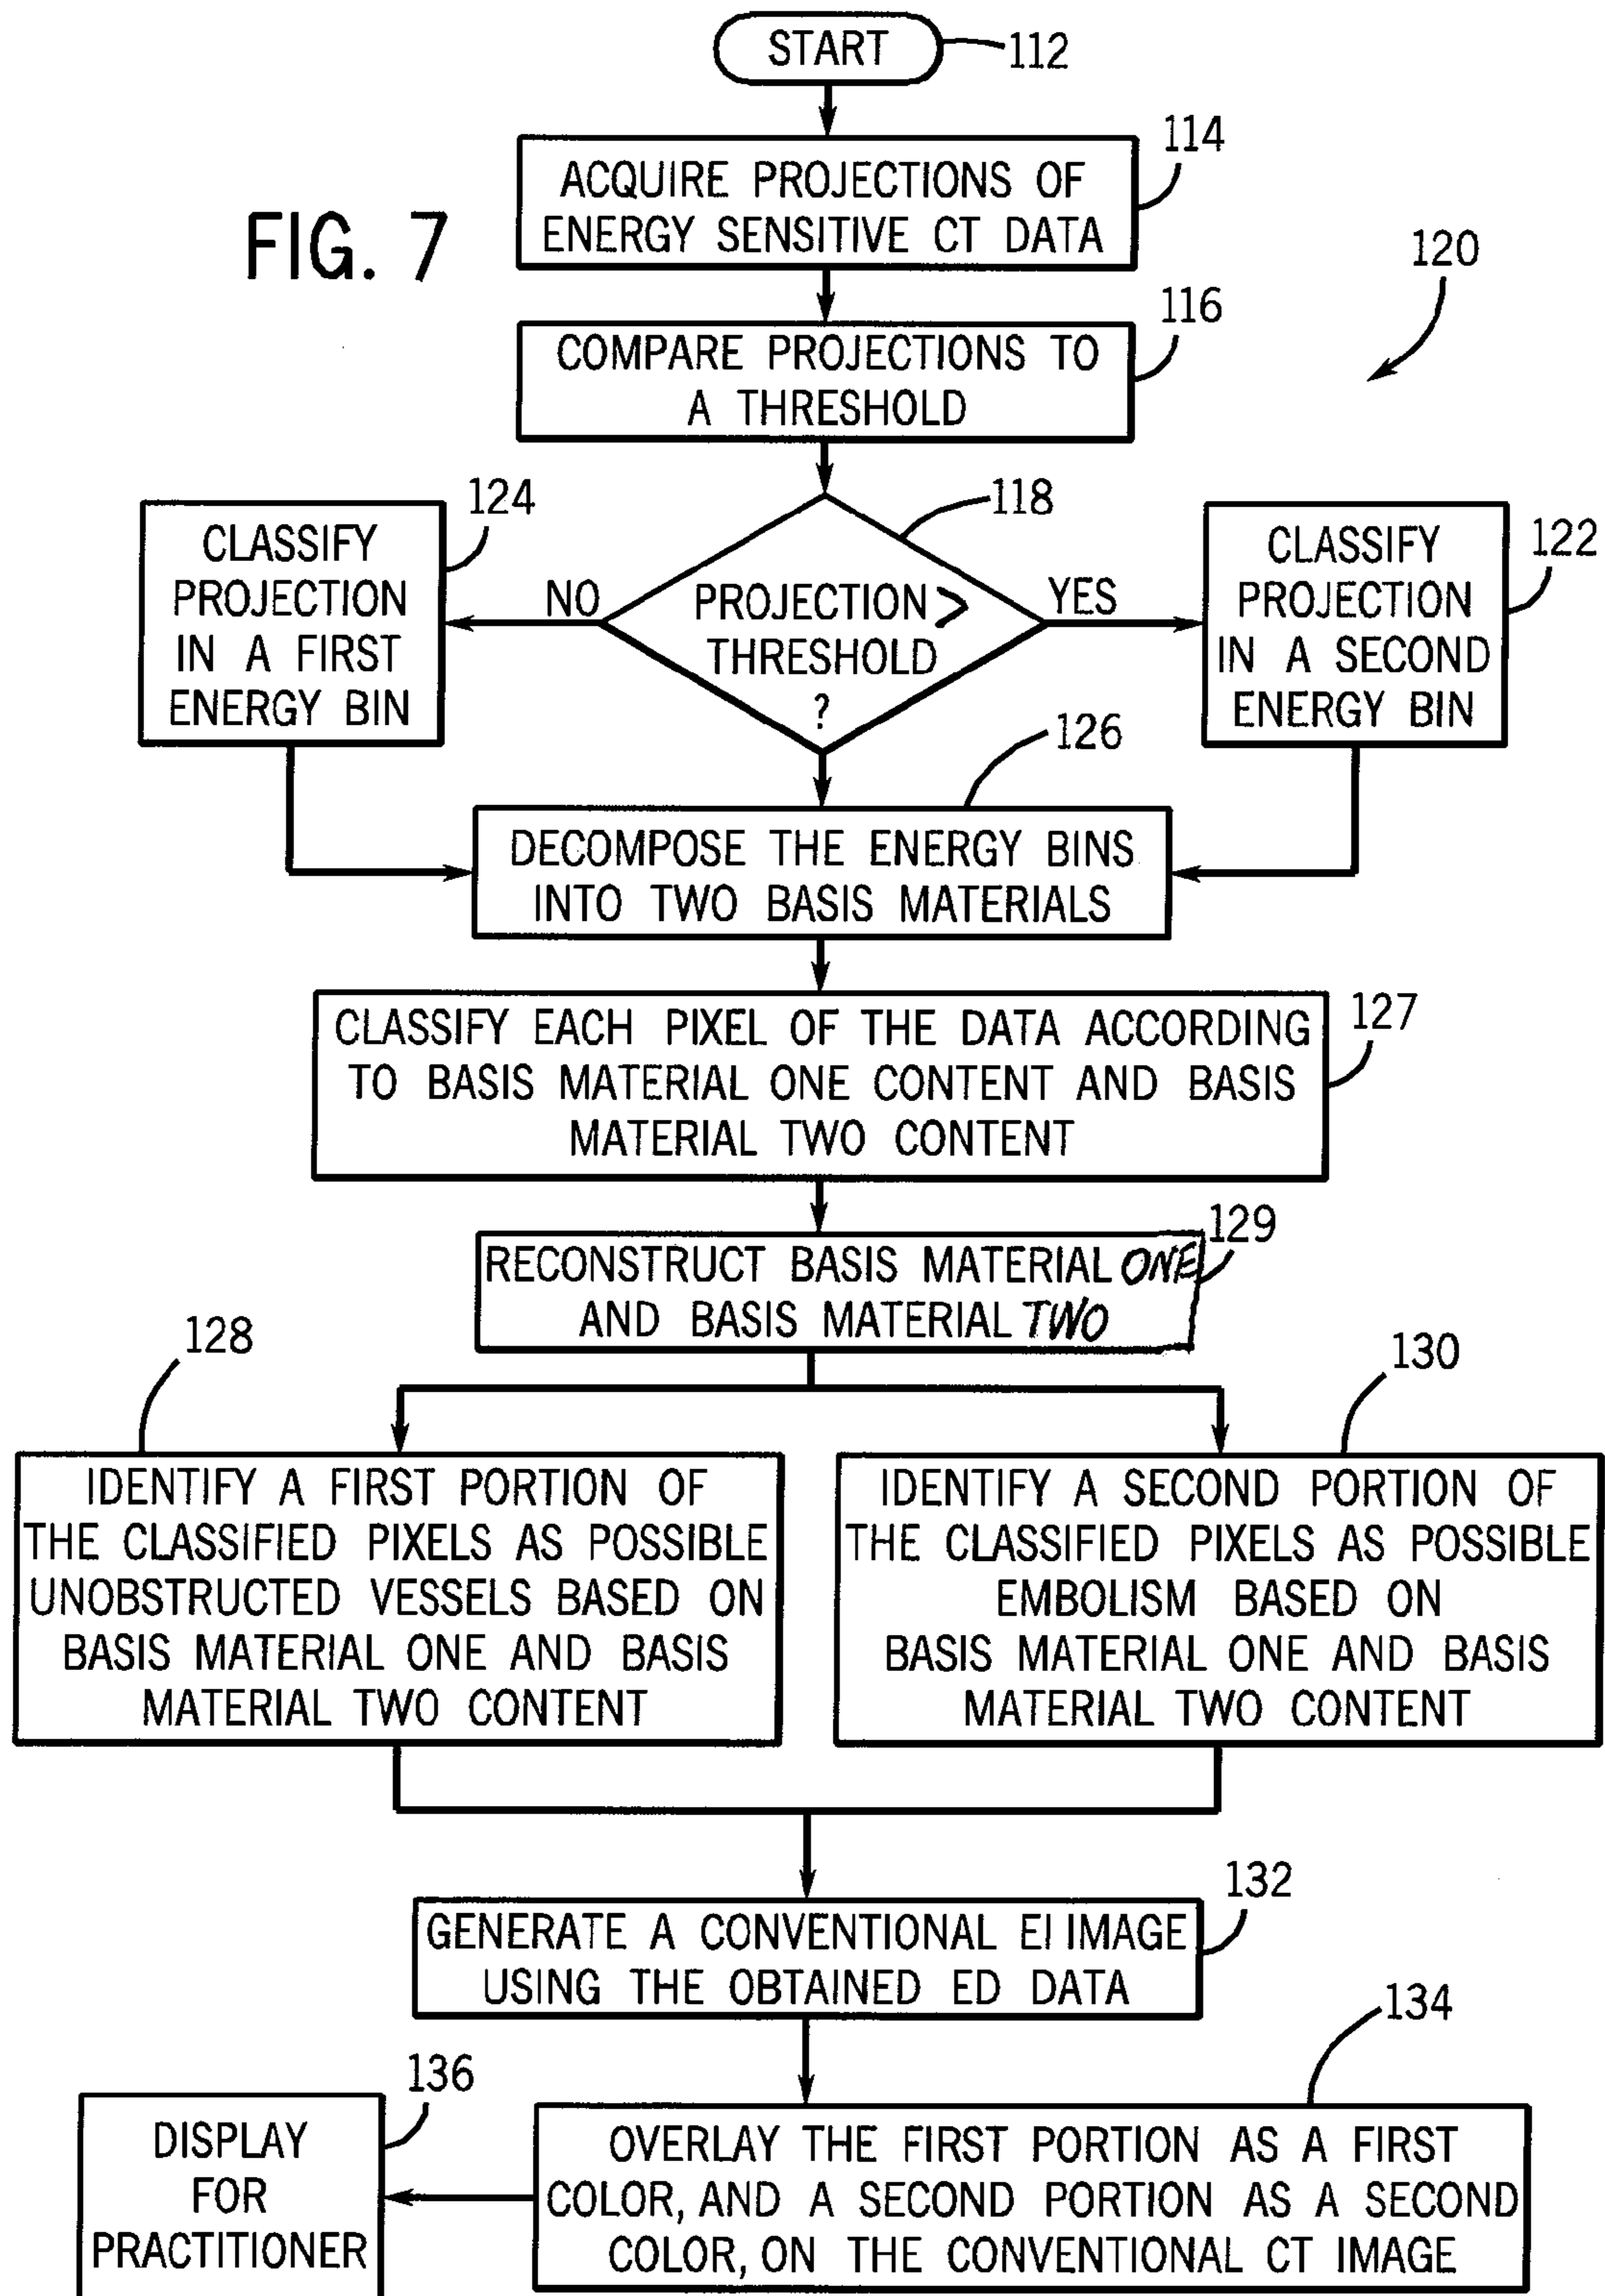 START
112
114
ACQUIRE PROJECTIONS OF
ENERGY SENSITIVE CT DATA
FIG. 7
120
116
COMPARE PROJECTIONS TO
A THRESHOLD
124
CLASSIFY
PROJECTION
IN A FIRST
ENERGY BIN
NO
118
PROJECTION >
THRESHOLD
?
YES
122
CLASSIFY
PROJECTION
IN A SECOND
ENERGY BIN
126
DECOMPOSE THE ENERGY BINS
INTO TWO BASIS MATERIALS
127
CLASSIFY EACH PIXEL OF THE DATA ACCORDING
TO BASIS MATERIAL ONE CONTENT AND BASIS
MATERIAL TWO CONTENT
129
RECONSTRUCT BASIS MATERIAL ONE
AND BASIS MATERIAL TWO
128
IDENTIFY A FIRST PORTION OF
THE CLASSIFIED PIXELS AS POSSIBLE
UNOBSTRUCTED VESSELS BASED ON
BASIS MATERIAL ONE AND BASIS
MATERIAL TWO CONTENT
130
IDENTIFY A SECOND PORTION OF
THE CLASSIFIED PIXELS AS POSSIBLE
EMBOLISM BASED ON
BASIS MATERIAL ONE AND BASIS
MATERIAL TWO CONTENT
132
GENERATE A CONVENTIONAL EI IMAGE
USING THE OBTAINED ED DATA
134
OVERLAY THE FIRST PORTION AS A FIRST
COLOR, AND A SECOND PORTION AS A SECOND
COLOR, ON THE CONVENTIONAL CT IMAGE
136
DISPLAY
FOR
PRACTITIONER